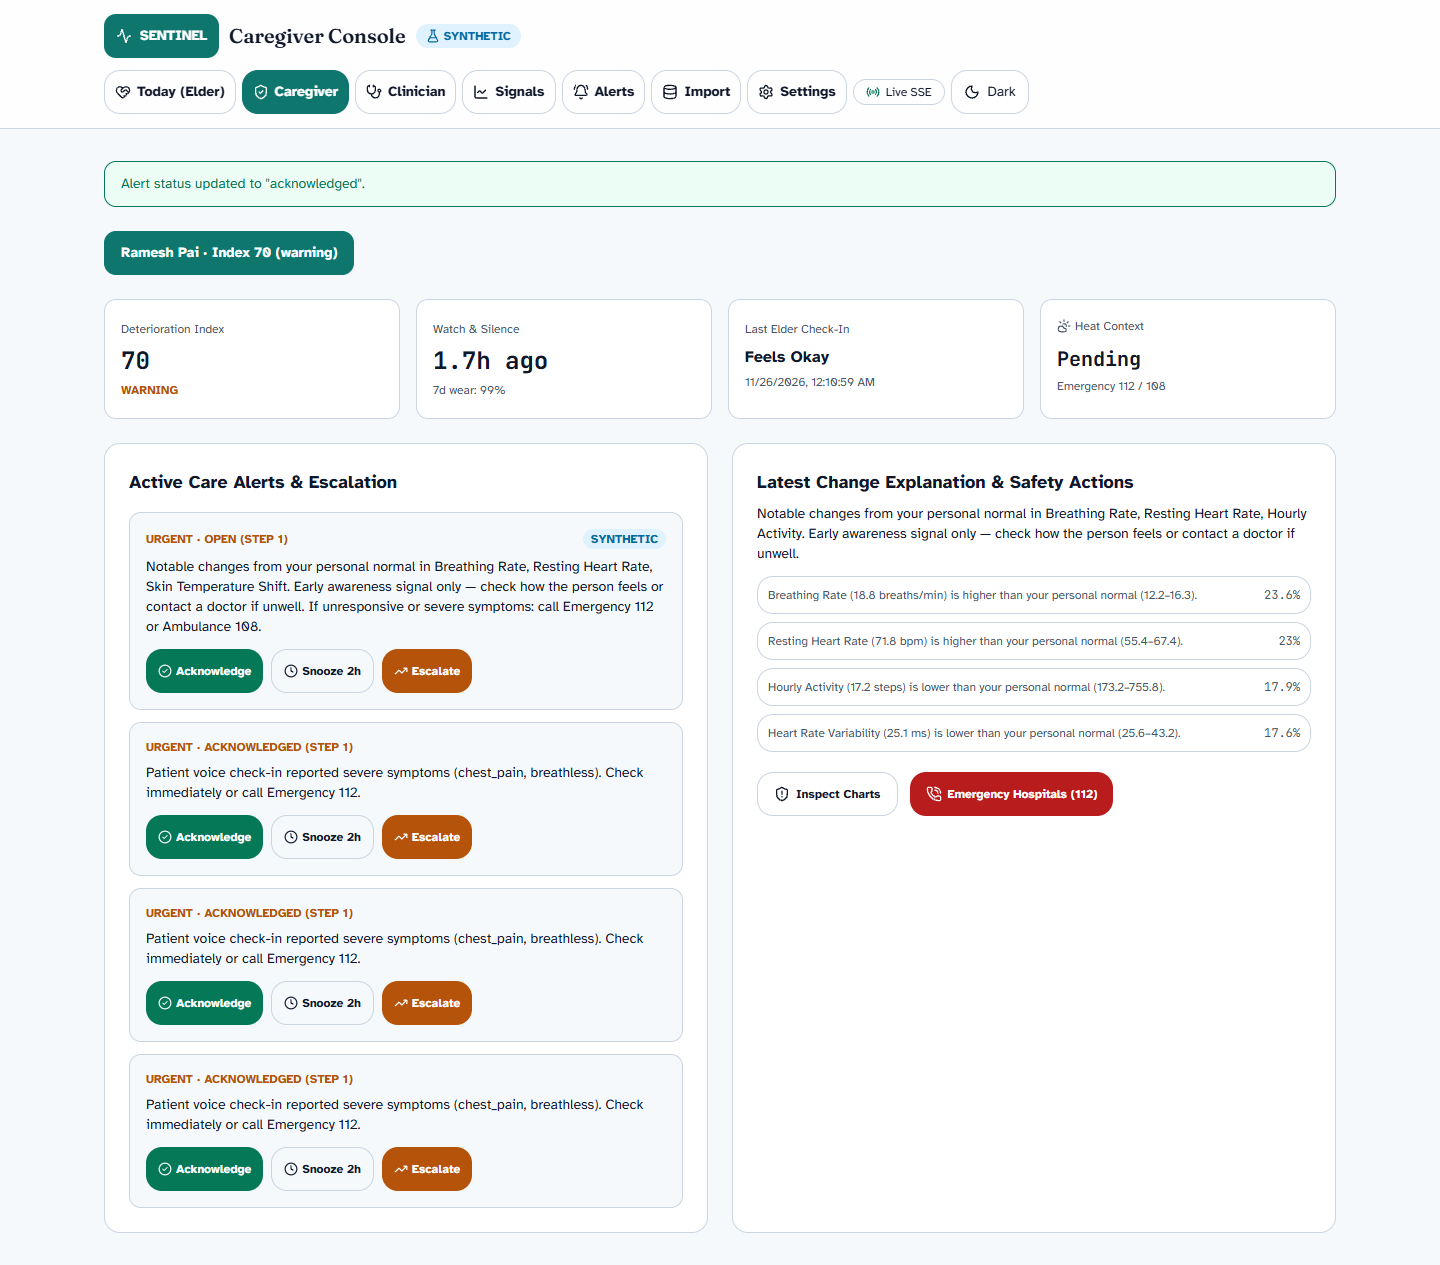 SENTINEL Caregiver Console SYNTHETIC
Today (Elder) Caregiver Clinician Signals Alerts Import Settings Live SSE Dark
Alert status updated to "acknowledged".
Ramesh Pai · Index 70 (warning)
Deterioration Index
70
WARNING
Watch & Silence
1.7h ago
7d wear: 99%
Last Elder Check-In
Feels Okay
11/26/2026, 12:10:59 AM
Heat Context
Pending
Emergency 112 / 108
Active Care Alerts & Escalation
URGENT · OPEN (STEP 1) SYNTHETIC
Notable changes from your personal normal in Breathing Rate, Resting Heart Rate,
Skin Temperature Shift. Early awareness signal only — check how the person feels or
contact a doctor if unwell. If unresponsive or severe symptoms: call Emergency 112
or Ambulance 108.
Acknowledge Snooze 2h Escalate
URGENT · ACKNOWLEDGED (STEP 1)
Patient voice check-in reported severe symptoms (chest_pain, breathless). Check
immediately or call Emergency 112.
Acknowledge Snooze 2h Escalate
URGENT · ACKNOWLEDGED (STEP 1)
Patient voice check-in reported severe symptoms (chest_pain, breathless). Check
immediately or call Emergency 112.
Acknowledge Snooze 2h Escalate
URGENT · ACKNOWLEDGED (STEP 1)
Patient voice check-in reported severe symptoms (chest_pain, breathless). Check
immediately or call Emergency 112.
Acknowledge Snooze 2h Escalate
Latest Change Explanation & Safety Actions
Notable changes from your personal normal in Breathing Rate, Resting Heart Rate, Hourly
Activity. Early awareness signal only — check how the person feels or contact a doctor if
unwell.
Breathing Rate (18.8 breaths/min) is higher than your personal normal (12.2–16.3). 23.6%
Resting Heart Rate (71.8 bpm) is higher than your personal normal (55.4–67.4). 23%
Hourly Activity (17.2 steps) is lower than your personal normal (173.2–755.8). 17.9%
Heart Rate Variability (25.1 ms) is lower than your personal normal (25.6–43.2). 17.6%
Inspect Charts Emergency Hospitals (112)